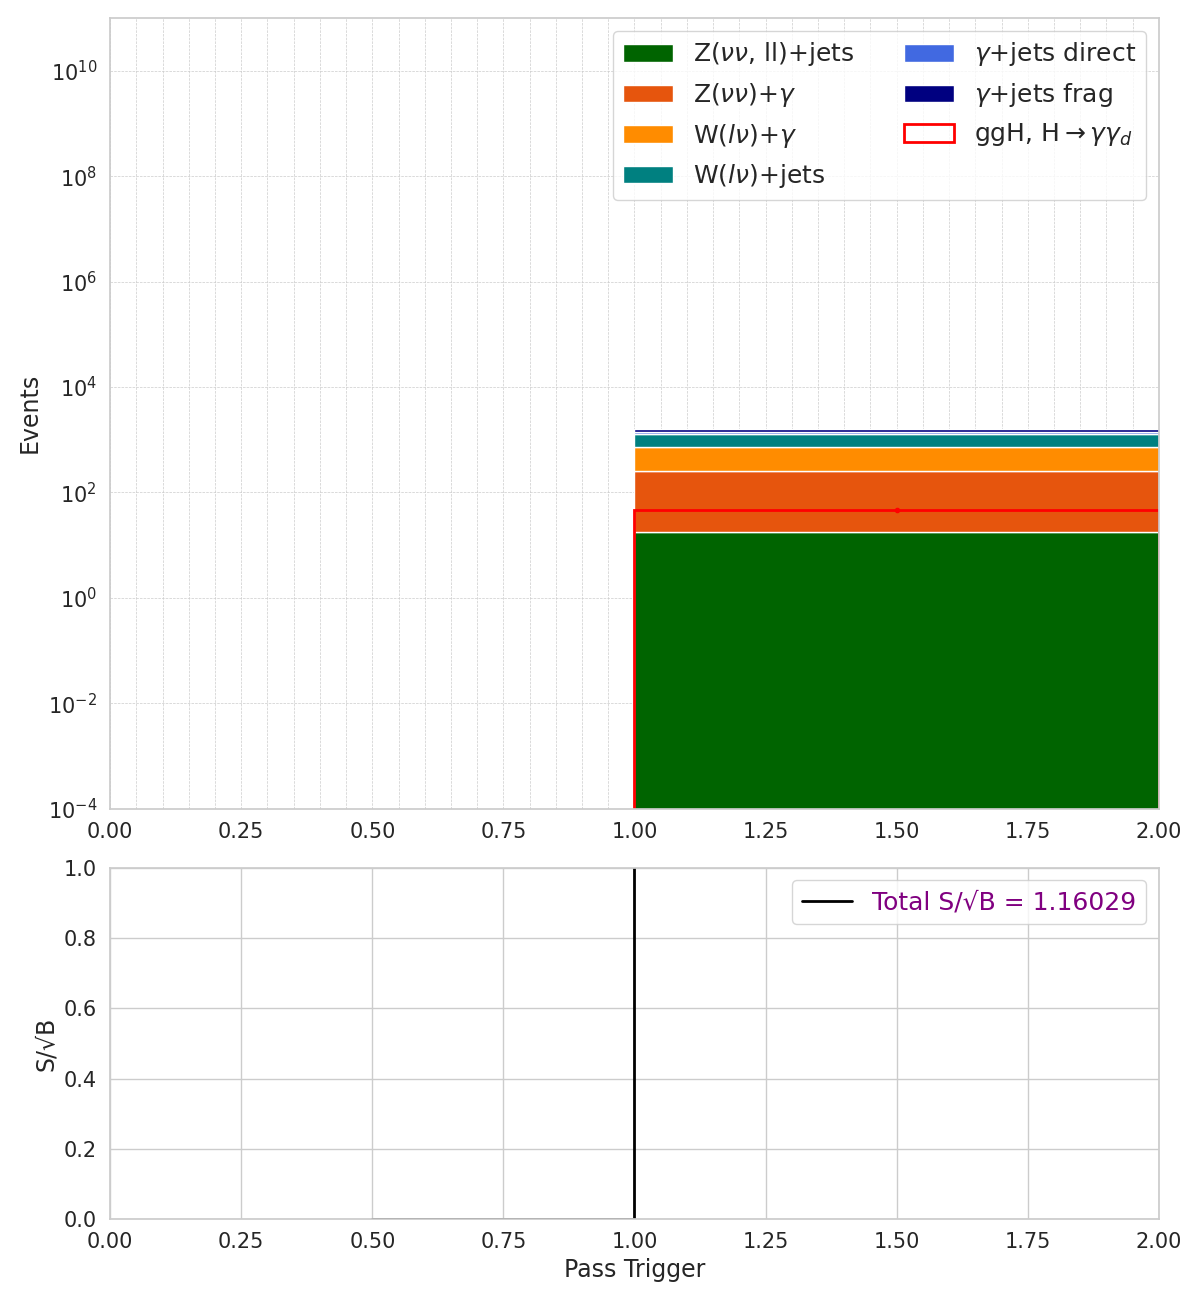 Z(νν, ll)+jets
Z(νν)+γ
W(lν)+γ
W(lν)+jets
γ+jets direct
γ+jets frag
ggH, H→γγ_d
Events
10^10
10^8
10^6
10^4
10^2
10^0
10^−2
10^−4
0.00 0.25 0.50 0.75 1.00 1.25 1.50 1.75 2.00
Total S/√B = 1.16029
S/√B
1.0
0.8
0.6
0.4
0.2
0.0
0.00 0.25 0.50 0.75 1.00 1.25 1.50 1.75 2.00
Pass Trigger